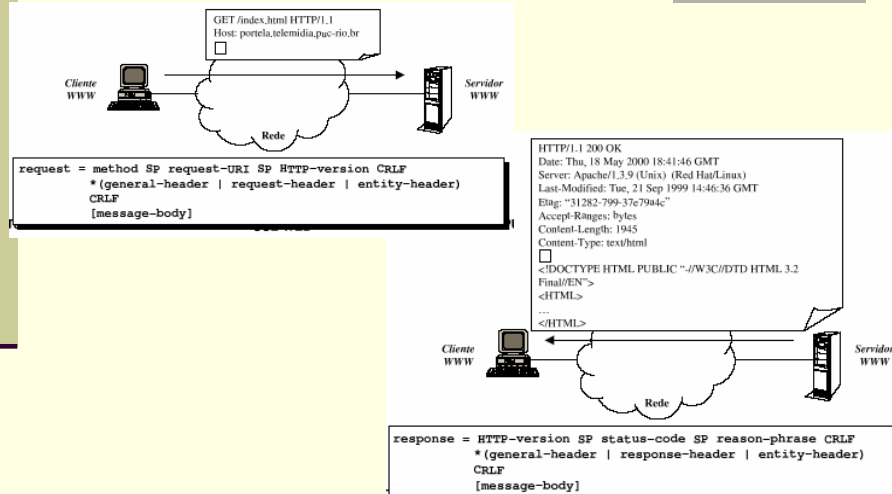 GET /index.html HTTP/1.1
Host: portela.telemidia.puc-rio.br
Cliente
WWW
Servidor
WWW
Rede
request = method SP request-URI SP HTTP-version CRLF
*(general-header | request-header | entity-header)
CRLF
[message-body]
HTTP/1.1 200 OK
Date: Thu, 18 May 2000 18:41:46 GMT
Server: Apache/1.3.9 (Unix) (Red Hat/Linux)
Last-Modified: Tue, 21 Sep 1999 14:46:36 GMT
Etag: “31282-799-37e79a4c”
Accept-Ranges: bytes
Content-Length: 1945
Content-Type: text/html
<!DOCTYPE HTML PUBLIC “-//W3C//DTD HTML 3.2
Final//EN”>
<HTML>
…
</HTML>
Cliente
WWW
Servidor
WWW
Rede
response = HTTP-version SP status-code SP reason-phrase CRLF
*(general-header | response-header | entity-header)
CRLF
[message-body]